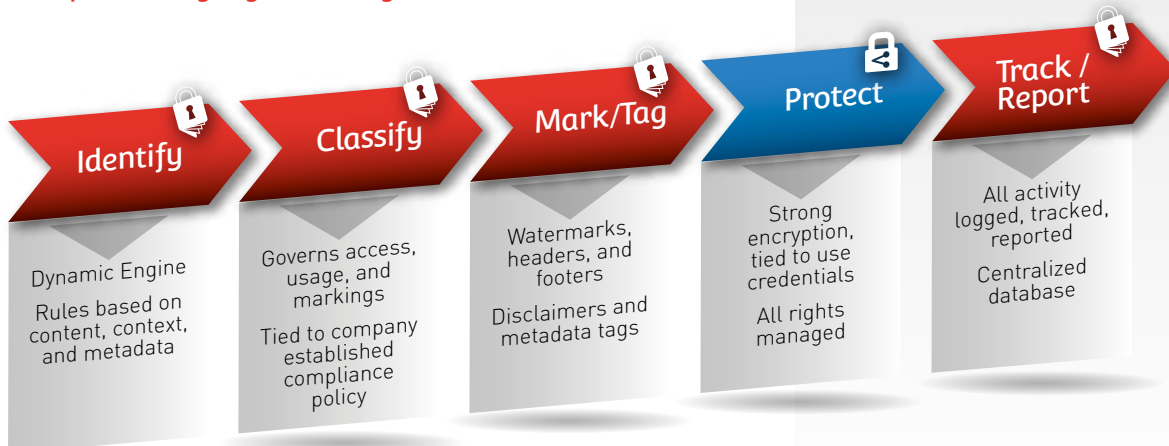 Identify
Dynamic Engine
Rules based on
content, context,
and metadata
Classify
Governs access,
usage, and
markings
Tied to company
established
compliance
policy
Mark/Tag
Watermarks,
headers, and
footers
Disclaimers and
metadata tags
Protect
Strong
encryption,
tied to use
credentials
All rights
managed
Track /
Report
All activity
logged, tracked,
reported
Centralized
database